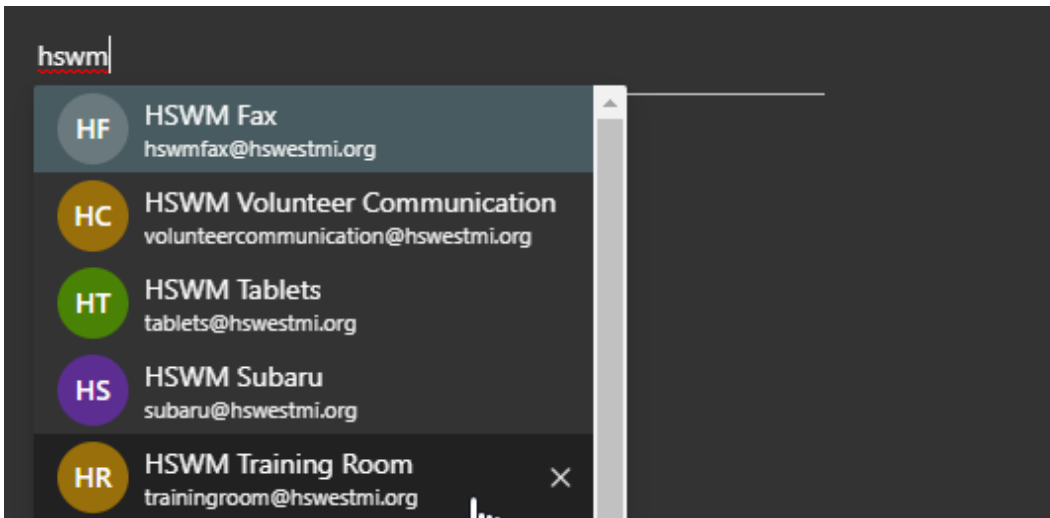 hswm
HF
HSWM Fax
hswmfax@hswestmi.org
HC
HSWM Volunteer Communication
volunteercommunication@hswestmi.org
HT
HSWM Tablets
tablets@hswestmi.org
HS
HSWM Subaru
subaru@hswestmi.org
HR
HSWM Training Room
trainingroom@hswestmi.org